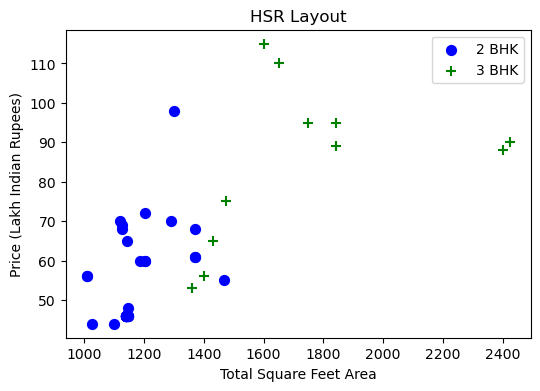 HSR Layout
2 BHK
3 BHK
Price (Lakh Indian Rupees)
110
100
90
80
70
60
50
1000 1200 1400 1600 1800 2000 2200 2400
Total Square Feet Area